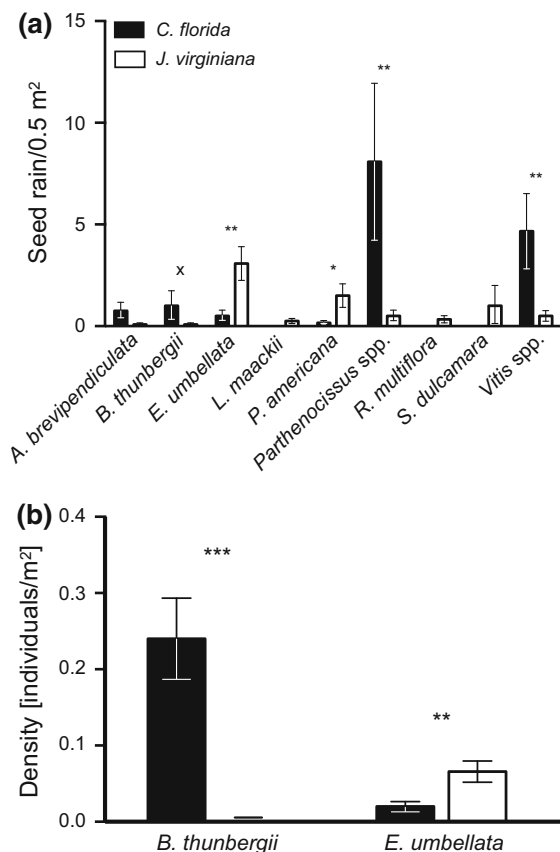 (a)
C. florida
J. virginiana
Seed rain/0.5 m²
15
10
5
0
x
**
*
**
**
A. brevipendiculata
B. thunbergii
E. umbellata
L. maackii
P. americana
Parthenocissus spp.
R. multiflora
S. dulcamara
Vitis spp.
(b)
Density [individuals/m²]
0.4
0.3
0.2
0.1
0.0
***
**
B. thunbergii
E. umbellata